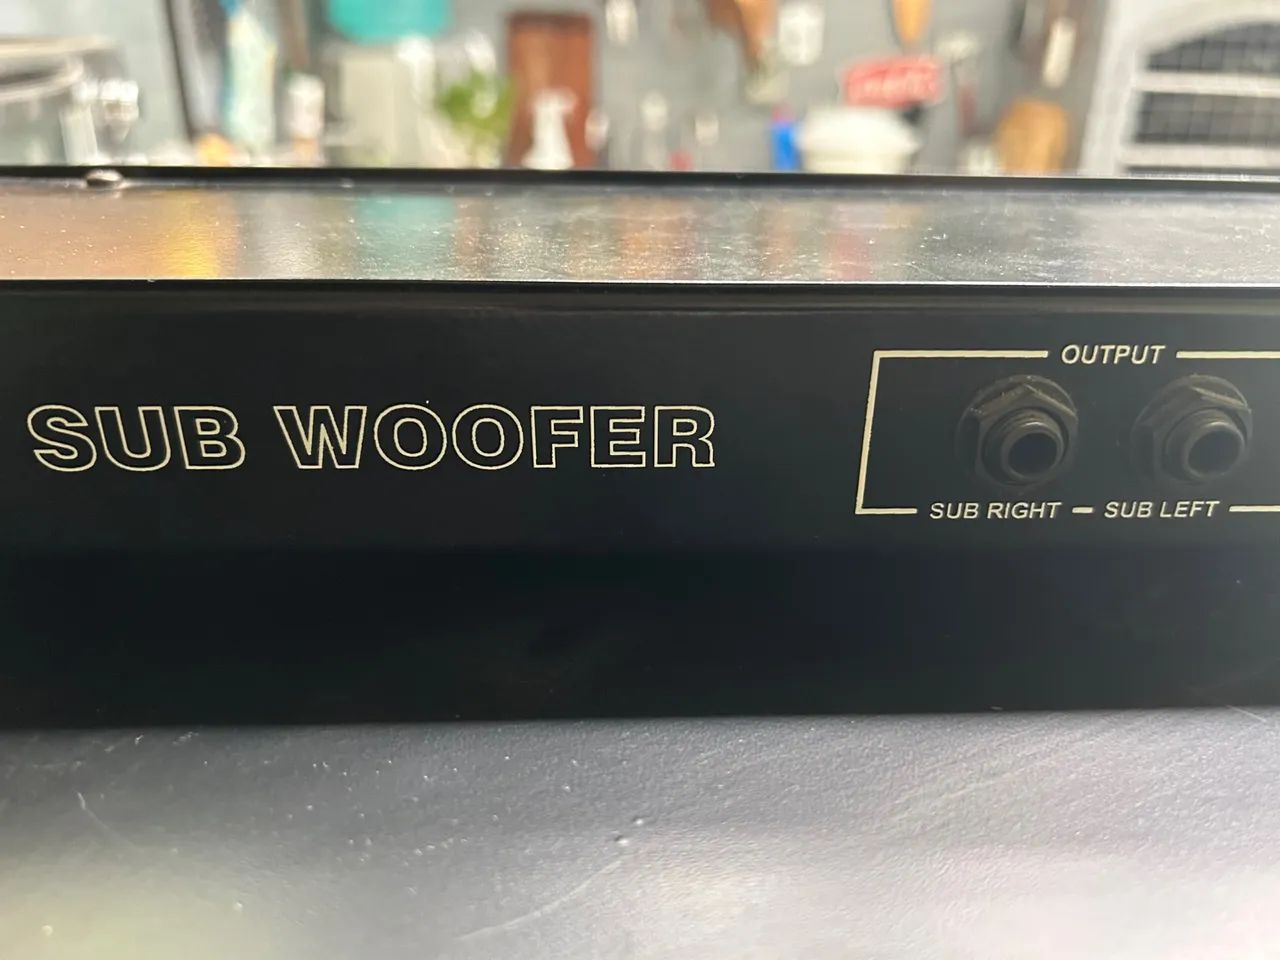 SUB WOOFER
OUTPUT
SUB RIGHT – SUB LEFT